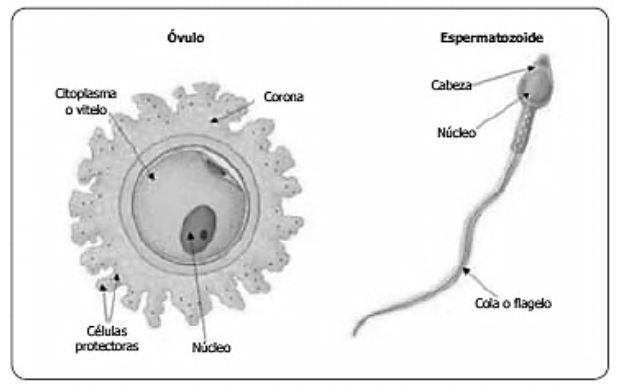 Óvulo
Citoplasma
o vitelo
Corona
Células
protectoras
Núcleo
Espermatozoide
Cabeza
Núcleo
Cola o flagelo